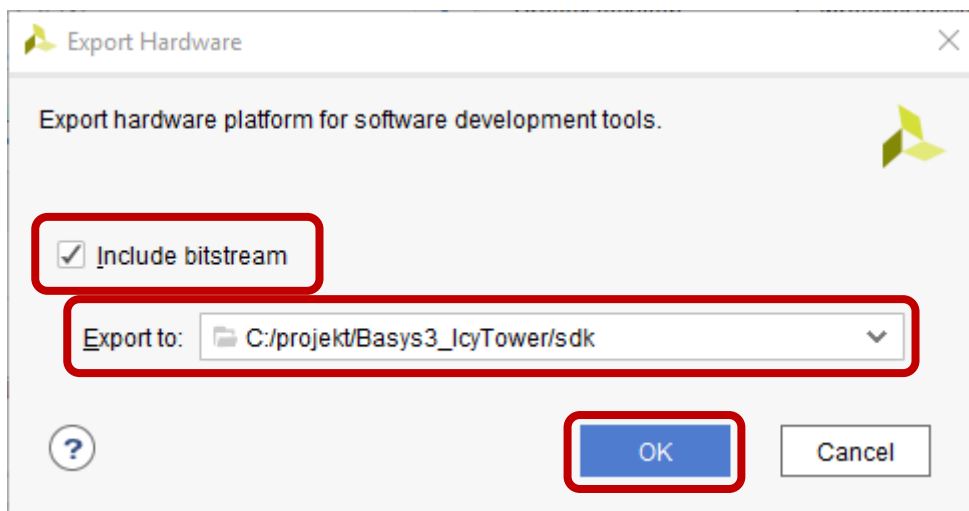 Export Hardware
Export hardware platform for software development tools.
Include bitstream
Export to: C:/projekt/Basys3_IcyTower/sdk
?
OK Cancel